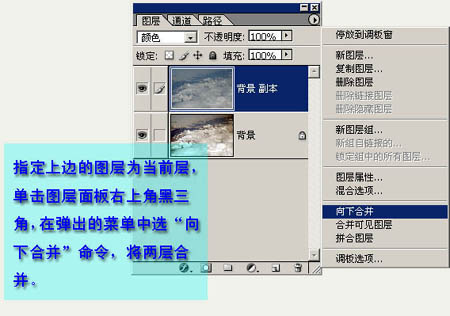 图层 通道 路径
颜色 不透明度: 100%
锁定: 填充: 100%
背景 副本
背景
停放到调板窗
新图层...
复制图层...
删除图层
删除链接图层
删除隐藏图层
新图层组...
新组自链接的...
锁定组中的所有图层...
图层属性...
混合选项...
向下合并
合并可见图层
拼合图层
调板选项...
指定上边的图层为当前层，
单击图层面板右上角黑三
角，在弹出的菜单中选“向
下合并”命令，将两层合
并。